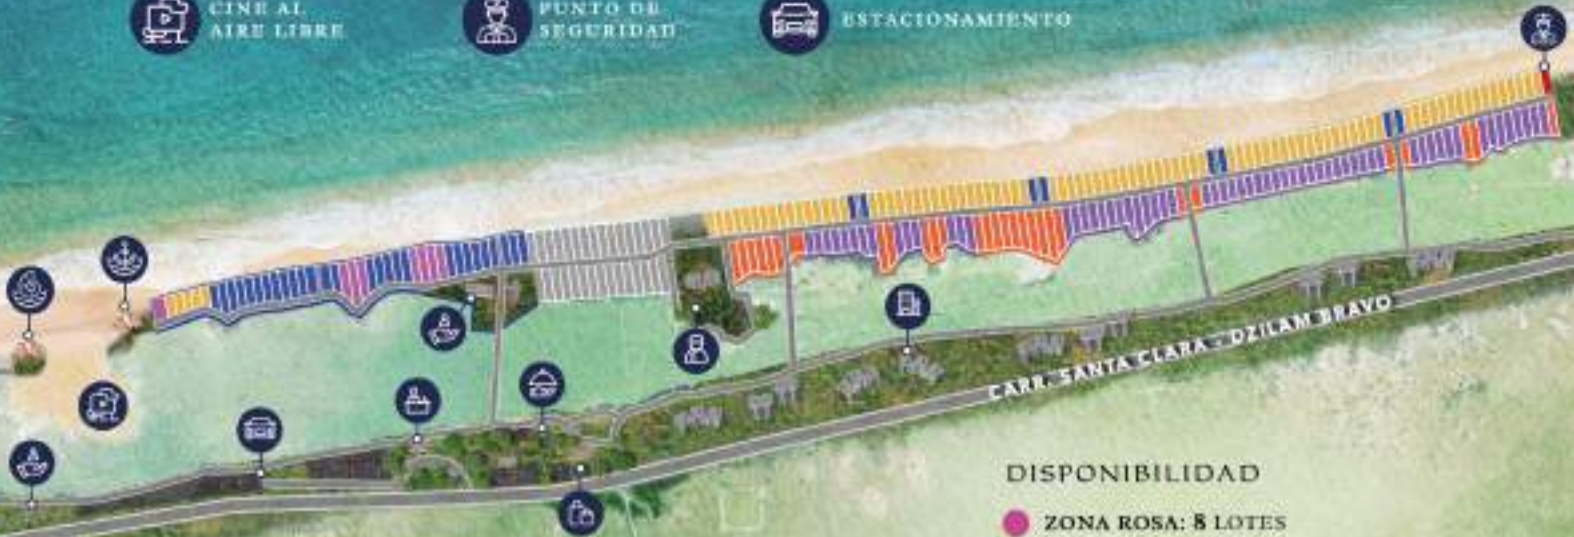 CINE AL
AIRE LIBRE
PUNTO DE
SEGURIDAD
ESTACIONAMIENTO
CARR. SANTA CLARA - DZILAM BRAVO
DISPONIBILIDAD
ZONA ROSA: 8 LOTES